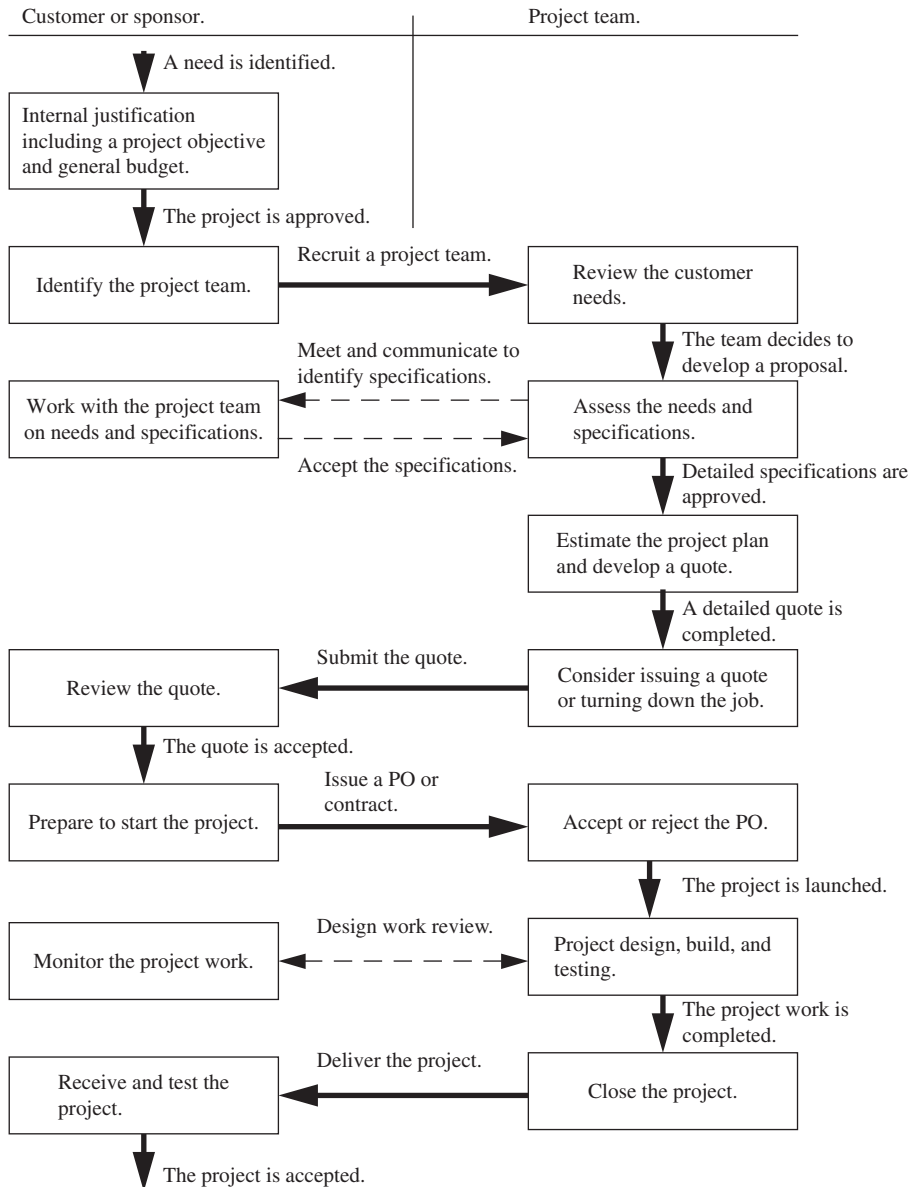 Customer or sponsor.
Project team.
A need is identified.
Internal justification
including a project objective
and general budget.
The project is approved.
Identify the project team.
Recruit a project team.
Review the customer
needs.
The team decides to
develop a proposal.
Meet and communicate to
identify specifications.
Work with the project team
on needs and specifications.
Assess the needs and
specifications.
Accept the specifications.
Detailed specifications are
approved.
Estimate the project plan
and develop a quote.
A detailed quote is
completed.
Submit the quote.
Review the quote.
Consider issuing a quote
or turning down the job.
The quote is accepted.
Issue a PO or
contract.
Prepare to start the project.
Accept or reject the PO.
The project is launched.
Design work review.
Monitor the project work.
Project design, build, and
testing.
The project work is
completed.
Deliver the project.
Receive and test the
project.
Close the project.
The project is accepted.